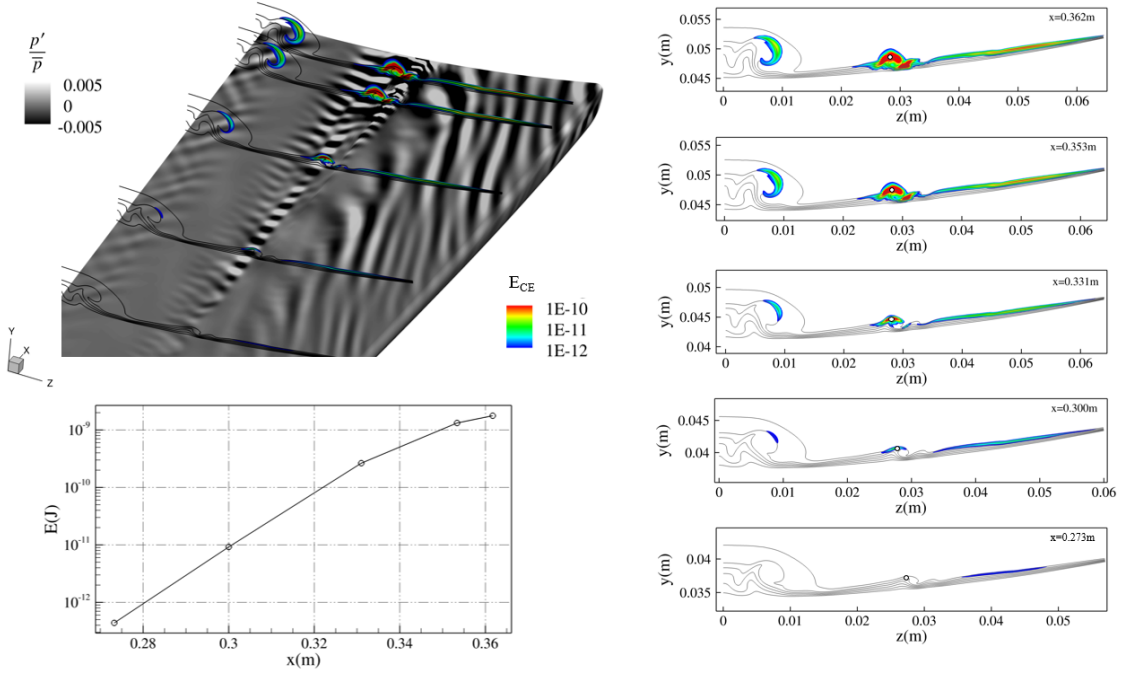 p′
p̅
0.005
0
-0.005
E_CE
1E-10
1E-11
1E-12
Y
X
Z
E(J)
10⁻⁹
10⁻¹⁰
10⁻¹¹
10⁻¹²
0.28 0.3 0.32 0.34 0.36
x(m)
x=0.362m
y(m)
0.055
0.05
0.045
0 0.01 0.02 0.03 0.04 0.05 0.06
z(m)
x=0.353m
y(m)
0.055
0.05
0.045
0 0.01 0.02 0.03 0.04 0.05 0.06
z(m)
x=0.331m
y(m)
0.05
0.045
0.04
0 0.01 0.02 0.03 0.04 0.05 0.06
z(m)
x=0.300m
y(m)
0.045
0.04
0 0.01 0.02 0.03 0.04 0.05 0.06
z(m)
x=0.273m
y(m)
0.04
0.035
0 0.01 0.02 0.03 0.04 0.05
z(m)